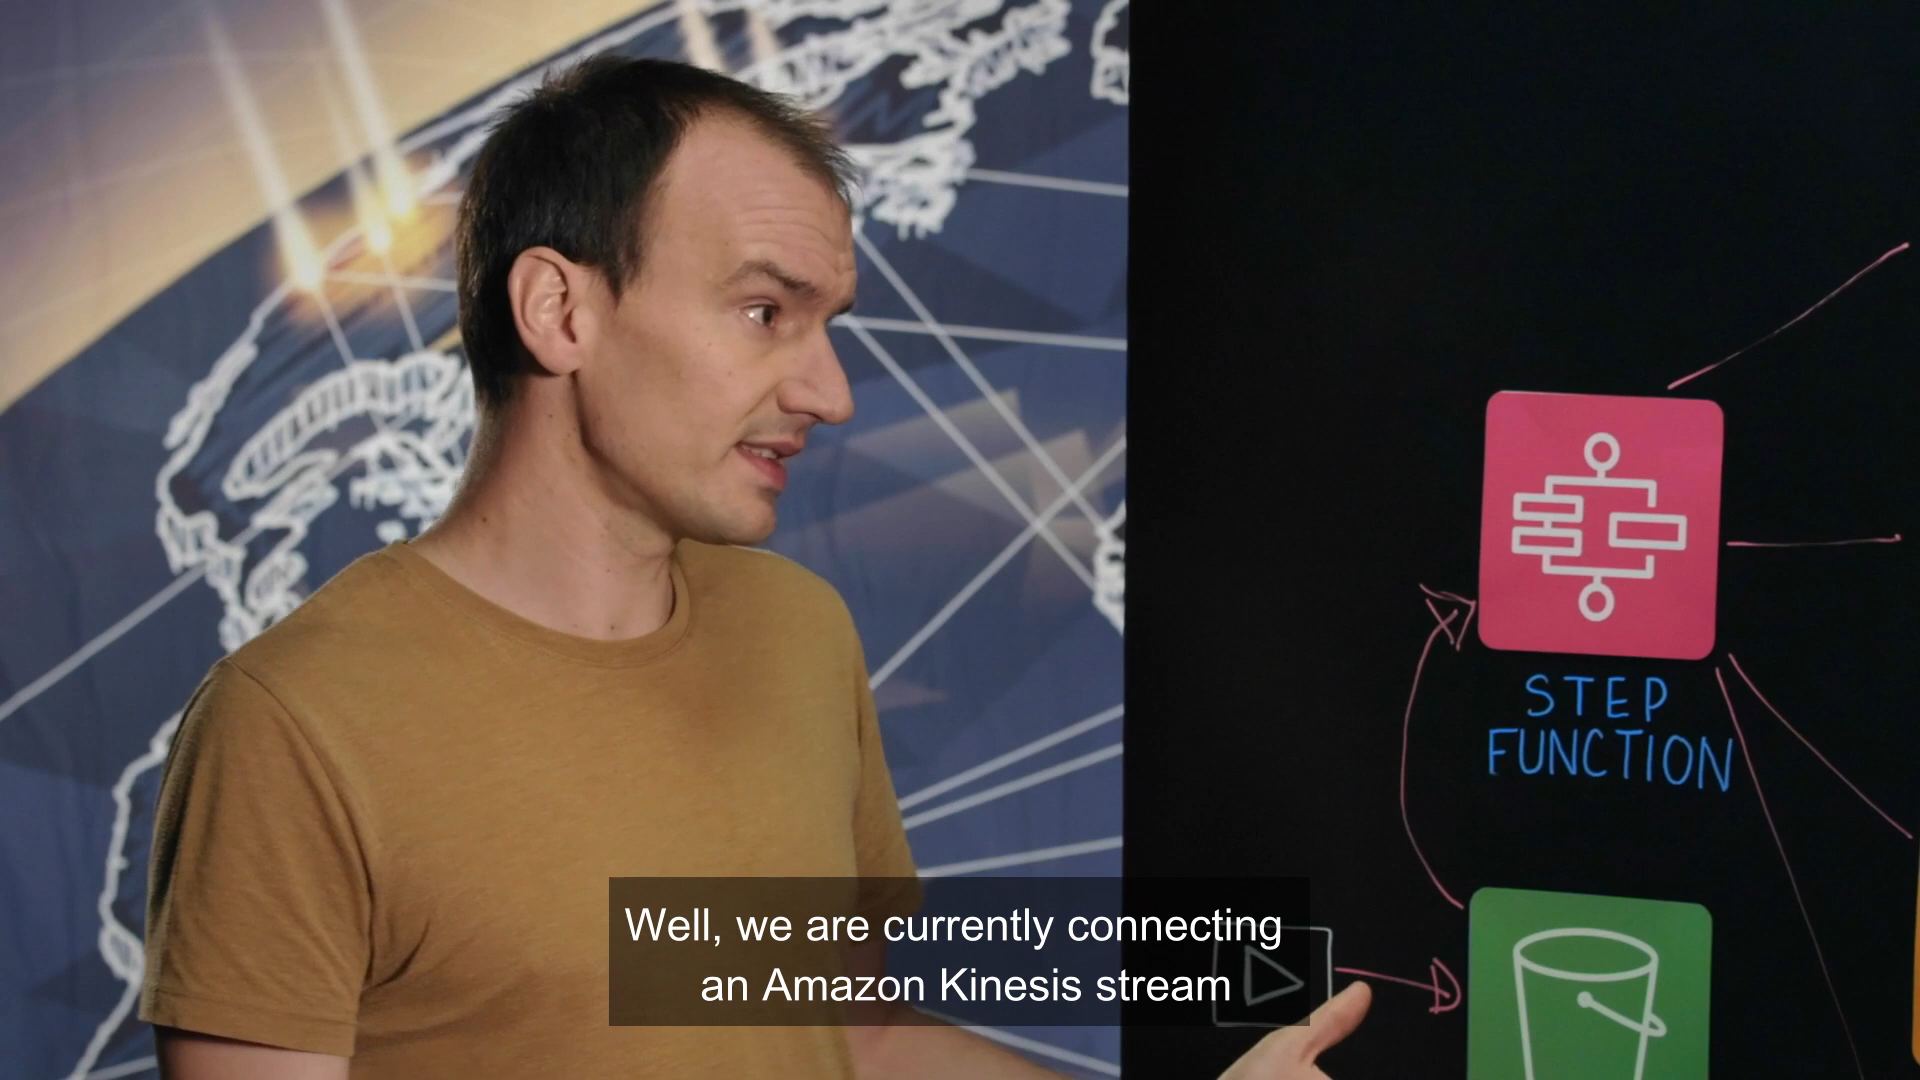 STEP
FUNCTION
Well, we are currently connecting
an Amazon Kinesis stream